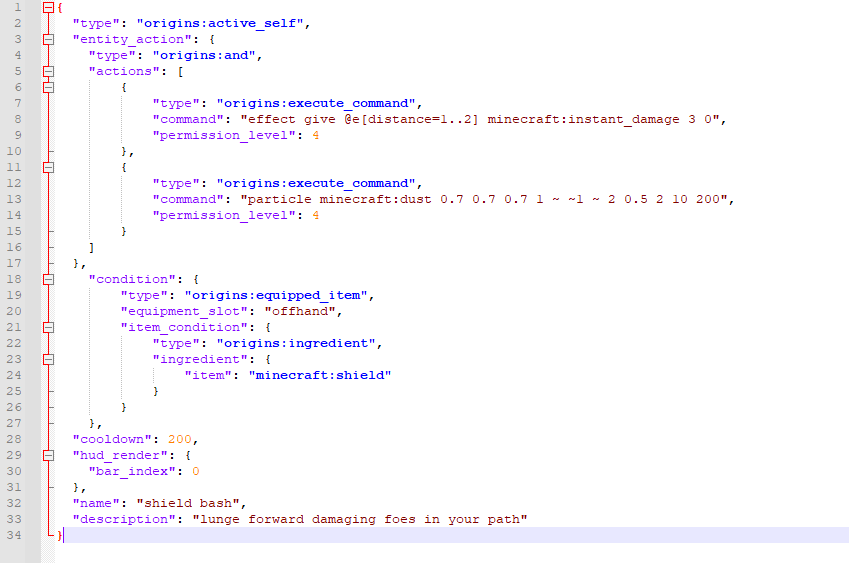 1 {
2 "type": "origins:active_self",
3 "entity_action": {
4 "type": "origins:and",
5 "actions": [
6 {
7 "type": "origins:execute_command",
8 "command": "effect give @e[distance=1..2] minecraft:instant_damage 3 0",
9 "permission_level": 4
10 },
11 {
12 "type": "origins:execute_command",
13 "command": "particle minecraft:dust 0.7 0.7 0.7 1 ~ ~1 ~ 2 0.5 2 10 200",
14 "permission_level": 4
15 }
16 ]
17 },
18 "condition": {
19 "type": "origins:equipped_item",
20 "equipment_slot": "offhand",
21 "item_condition": {
22 "type": "origins:ingredient",
23 "ingredient": {
24 "item": "minecraft:shield"
25 }
26 }
27 },
28 "cooldown": 200,
29 "hud_render": {
30 "bar_index": 0
31 },
32 "name": "shield bash",
33 "description": "lunge forward damaging foes in your path"
34 }